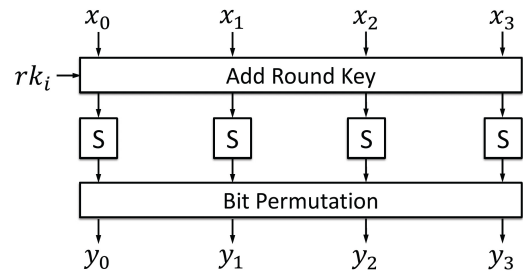 x₀ x₁ x₂ x₃
rkᵢ Add Round Key
S S S S
Bit Permutation
y₀ y₁ y₂ y₃